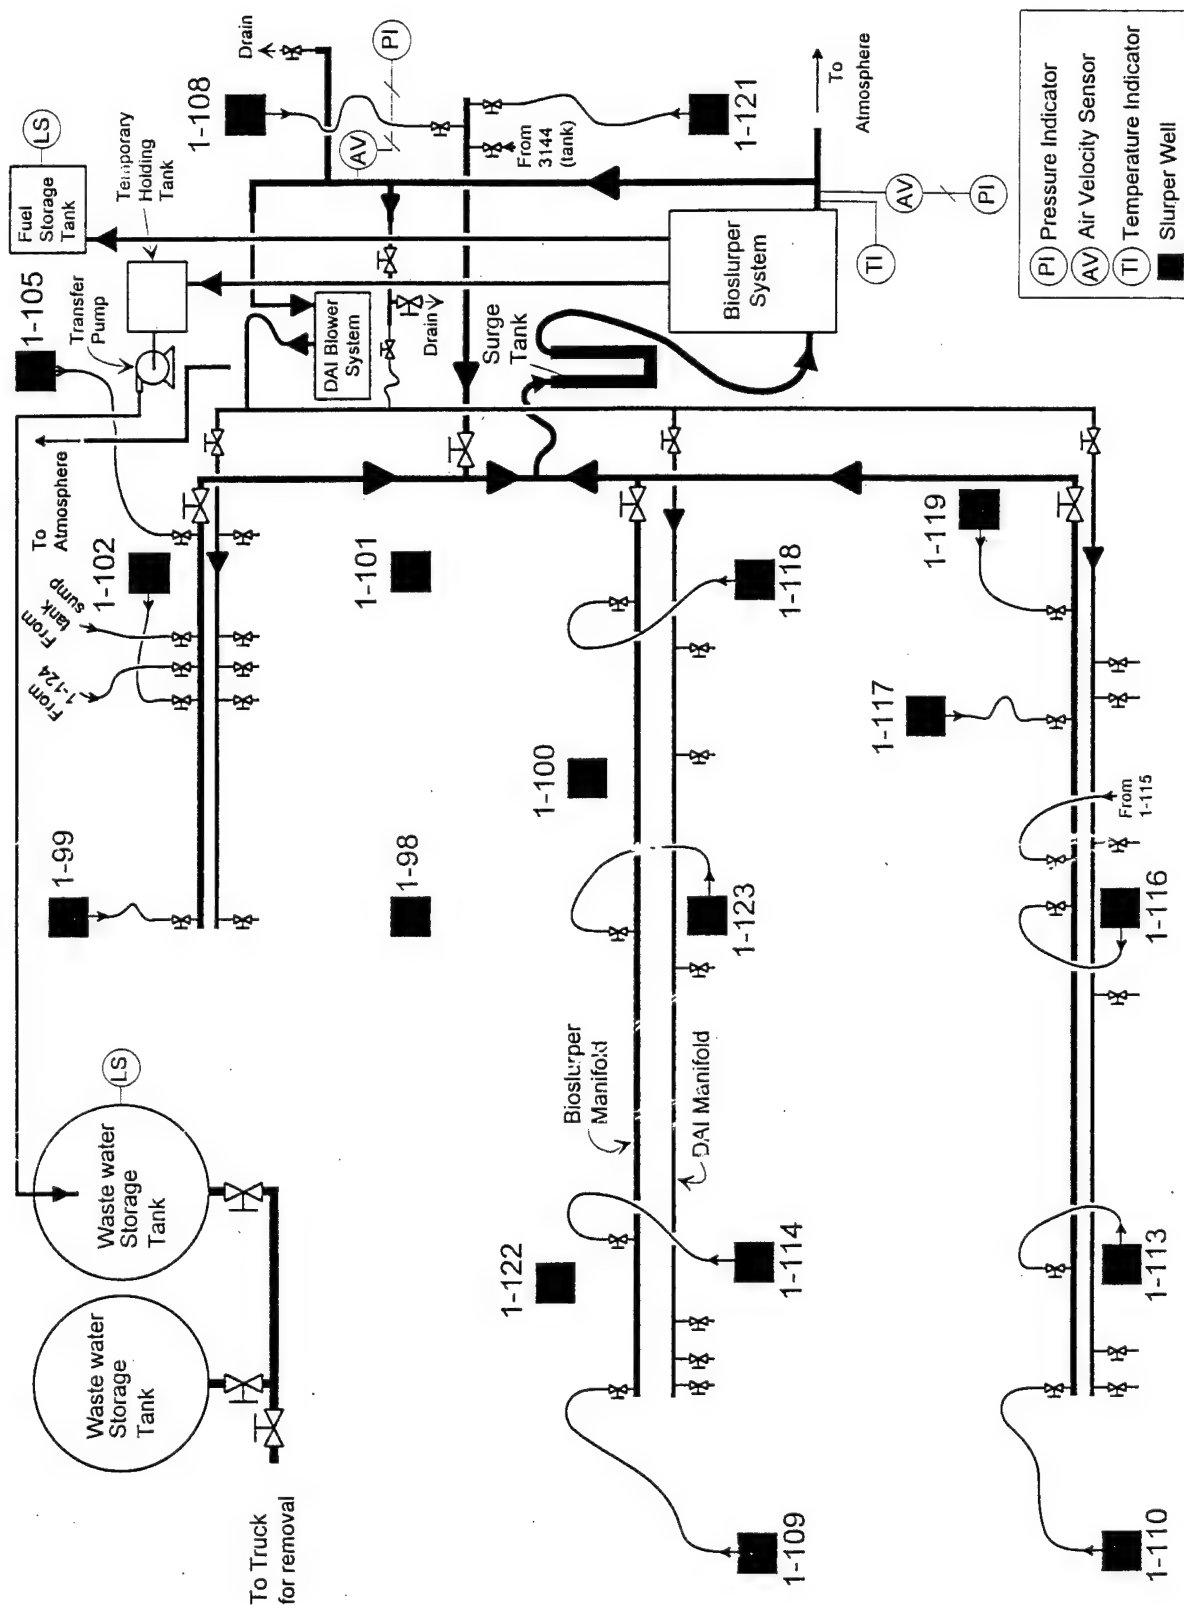 Waste water
Storage
Tank
Waste water
Storage
Tank
LS
To Truck
for removal
1-99
From
1-124
From
tank
sump
1-102
To
Atmosphere
1-105
Transfer
Pump
Temporary
Holding
Tank
Fuel
Storage
Tank
LS
1-108
Drain
PI
AV
DAI Blower
System
Drain
From
3144
(tank)
1-121
Surge
Tank
Bioslurper
System
To
Atmosphere
AV
PI
TI
1-98
1-101
1-122
1-100
Bioslurper
Manifold
DAI Manifold
1-109
1-114
1-123
1-118
1-110
1-113
1-116
From
1-115
1-117
1-119
PI Pressure Indicator
AV Air Velocity Sensor
TI Temperature Indicator
Slurper Well